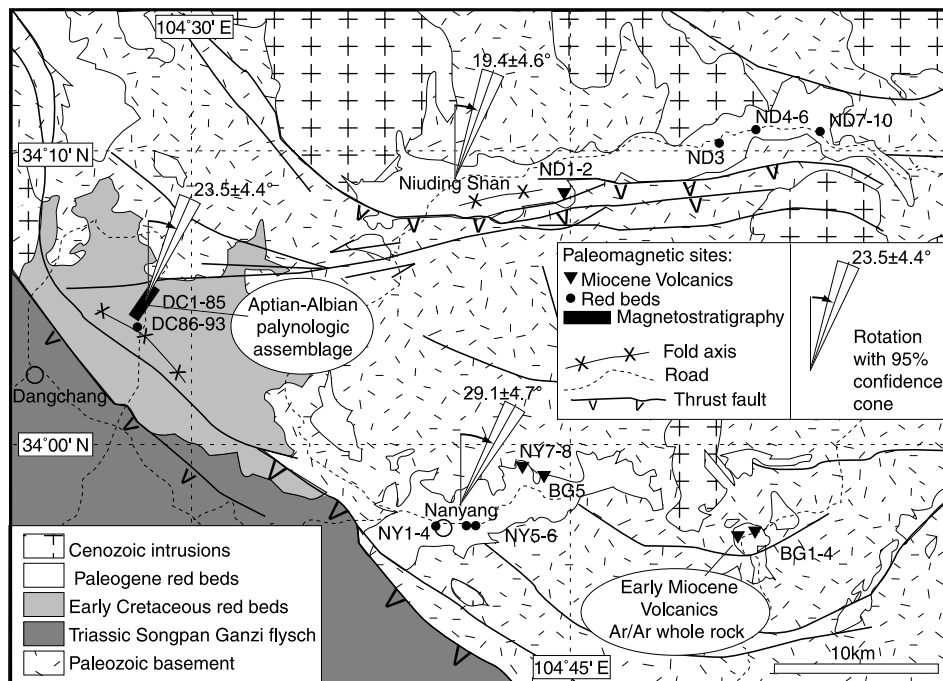 104°30' E
19.4±4.6°
ND4-6
ND7-10
34°10' N
ND3
Niuding Shan
ND1-2
23.5±4.4°
DC1-85
DC86-93
Aptian-Albian
palynologic
assemblage
Dangchang
Paleomagnetic sites:
Miocene Volcanics
Red beds
Magnetostratigraphy
Fold axis
Road
Thrust fault
23.5±4.4°
Rotation
with 95%
confidence
cone
34°00' N
29.1±4.7°
NY7-8
BG5
Nanyang
NY1-4
NY5-6
BG1-4
Early Miocene
Volcanics
Ar/Ar whole rock
Cenozoic intrusions
Paleogene red beds
Early Cretaceous red beds
Triassic Songpan Ganzi flysch
Paleozoic basement
104°45' E
10km